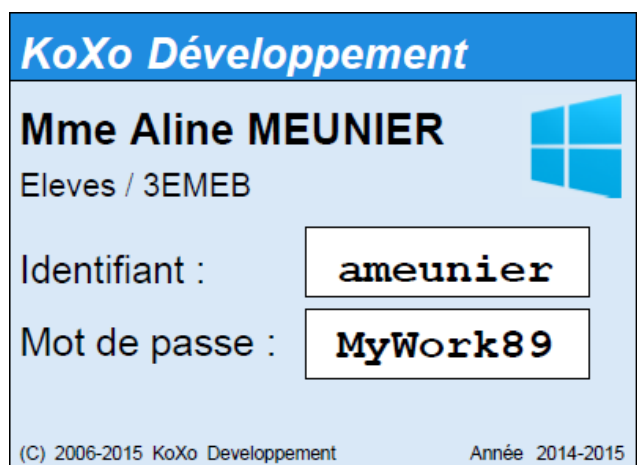 KoXo Développement
Mme Aline MEUNIER
Eleves / 3EMEB
Identifiant : ameunier
Mot de passe : MyWork89
(C) 2006-2015 KoXo Developpement Année 2014-2015